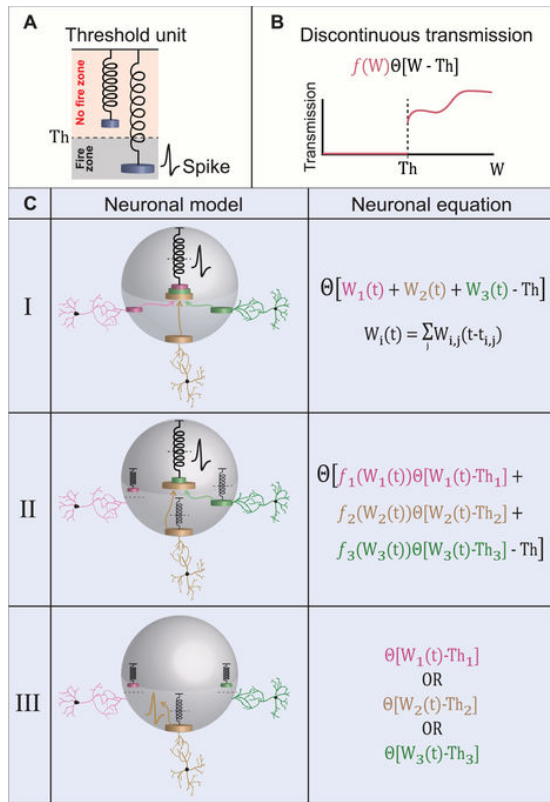 A
Threshold unit
No fire zone
Th
Fire
zone
Spike
B
Discontinuous transmission
f(W)Θ[W - Th]
Transmission
Th
W
C
Neuronal model
Neuronal equation
I
Θ[W₁(t) + W₂(t) + W₃(t) - Th]
Wᵢ(t) = ∑ⱼWᵢ,ⱼ(t-tᵢ,ⱼ)
II
Θ[f₁(W₁(t))Θ[W₁(t)-Th₁] +
f₂(W₂(t))Θ[W₂(t)-Th₂] +
f₃(W₃(t))Θ[W₃(t)-Th₃] - Th]
III
Θ[W₁(t)-Th₁]
OR
Θ[W₂(t)-Th₂]
OR
Θ[W₃(t)-Th₃]